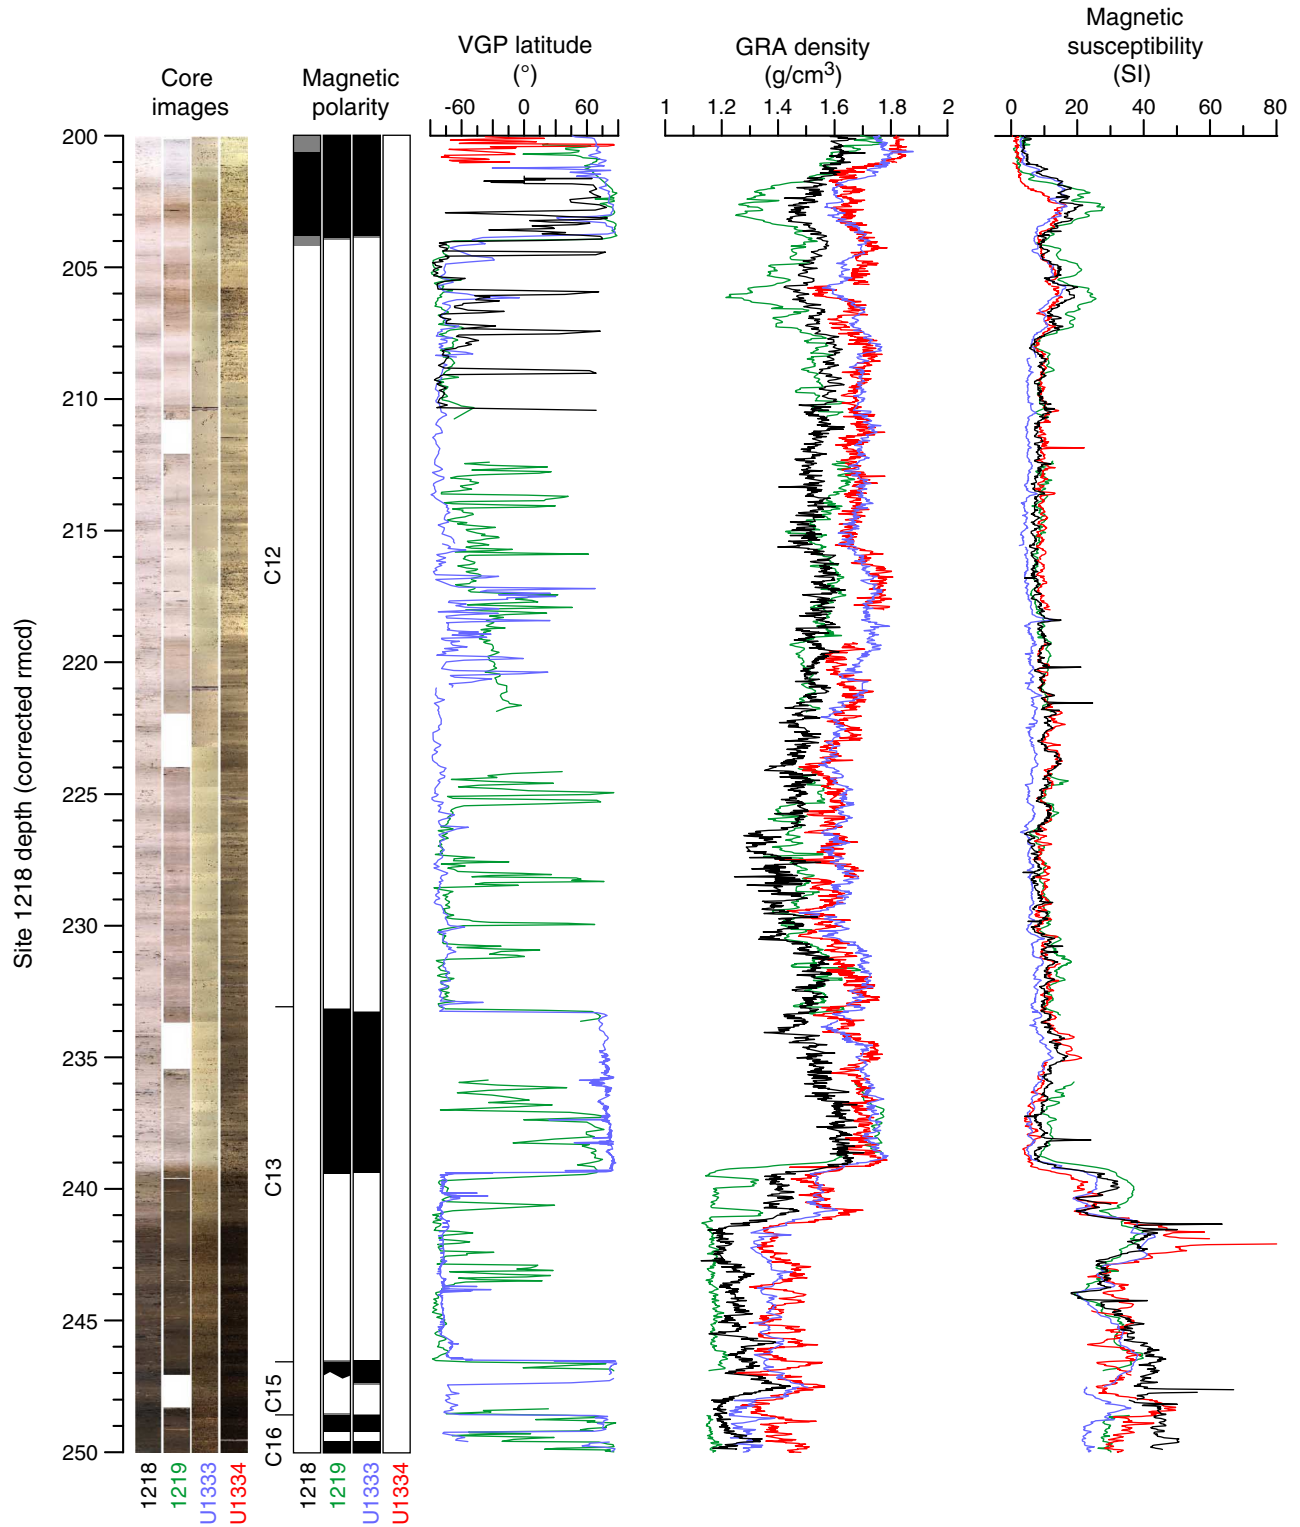 Core
images
Magnetic
polarity
VGP latitude
(°)
GRA density
(g/cm3)
Magnetic
susceptibility
(SI)
-60 0 60
1 1.2 1.4 1.6 1.8 2
0 20 40 60 80
Site 1218 depth (corrected rmcd)
200
205
210
215
220
225
230
235
240
245
250
C12
C13
C15
C16
1218
1219
U1333
U1334
1218
1219
U1333
U1334